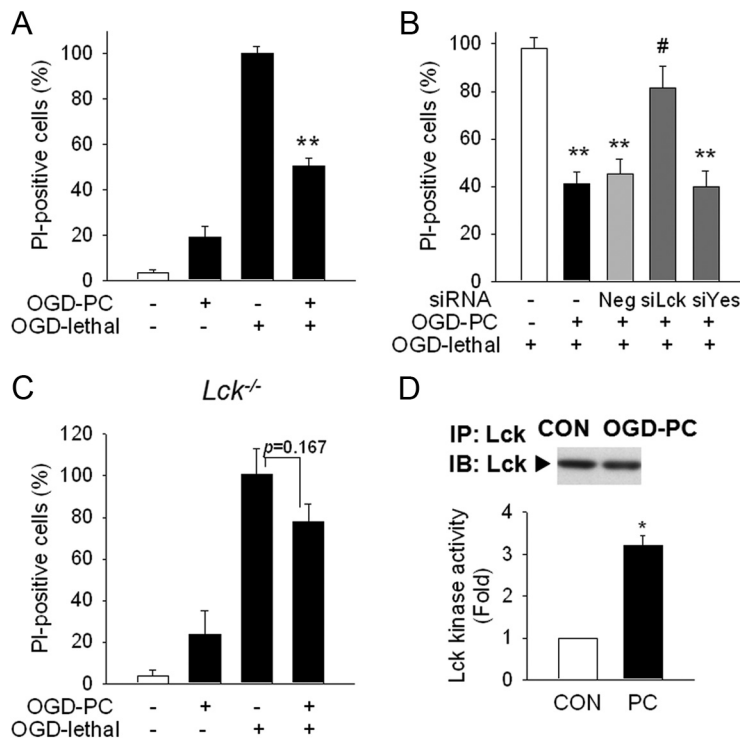 A
PI-positive cells (%)
120
100
80
60
40
20
0
**
OGD-PC - + - +
OGD-lethal - - + +
B
PI-positive cells (%)
100
80
60
40
20
0
** ** # **
siRNA - - Neg siLck siYes
OGD-PC - + + + +
OGD-lethal + + + + +
C
Lck-/-
PI-positive cells (%)
120
100
80
60
40
20
0
p=0.167
OGD-PC - + - +
OGD-lethal - - + +
D
IP: Lck CON OGD-PC
IB: Lck ►
Lck kinase activity
(Fold)
4
3
2
1
0
*
CON PC